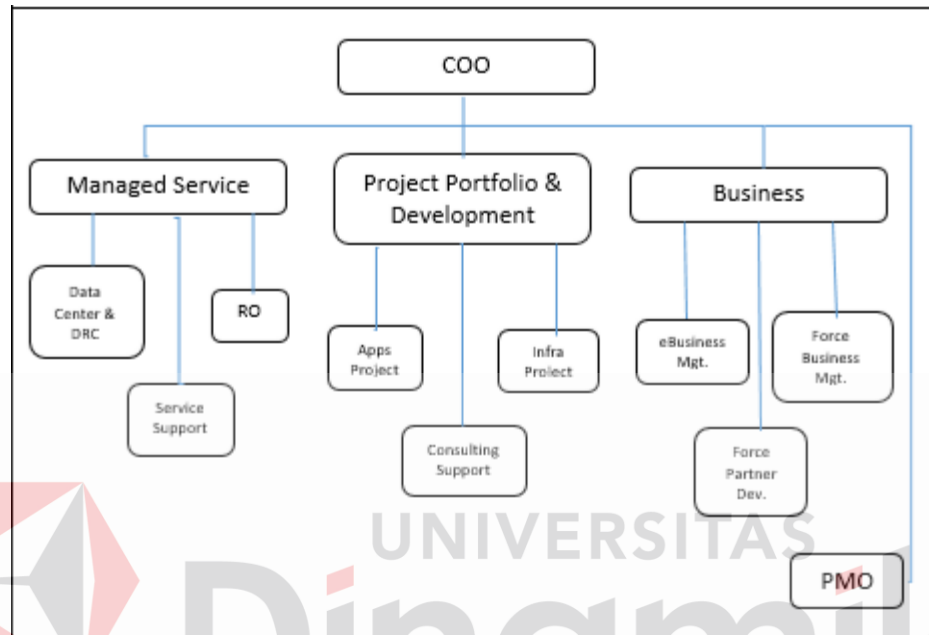 COO
Managed Service
Project Portfolio &
Development
Business
Data
Center &
DRC
RO
Service
Support
Apps
Project
Infra
Project
Consulting
Support
eBusiness
Mgt.
Force
Business
Mgt.
Force
Partner
Dev.
UNIVERSITAS
PMO
Dinamik